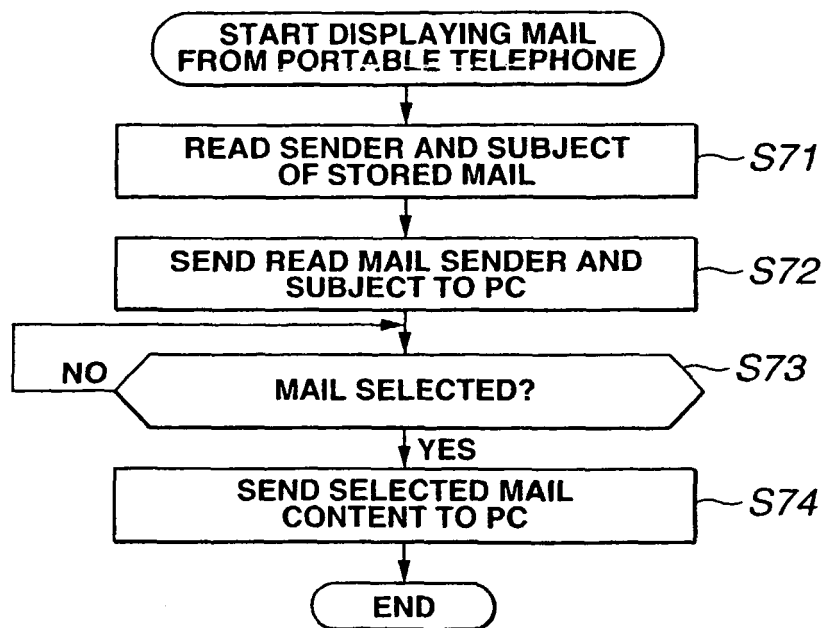 START DISPLAYING MAIL
FROM PORTABLE TELEPHONE
READ SENDER AND SUBJECT
OF STORED MAIL
S71
SEND READ MAIL SENDER AND
SUBJECT TO PC
S72
NO
MAIL SELECTED?
S73
YES
SEND SELECTED MAIL
CONTENT TO PC
S74
END